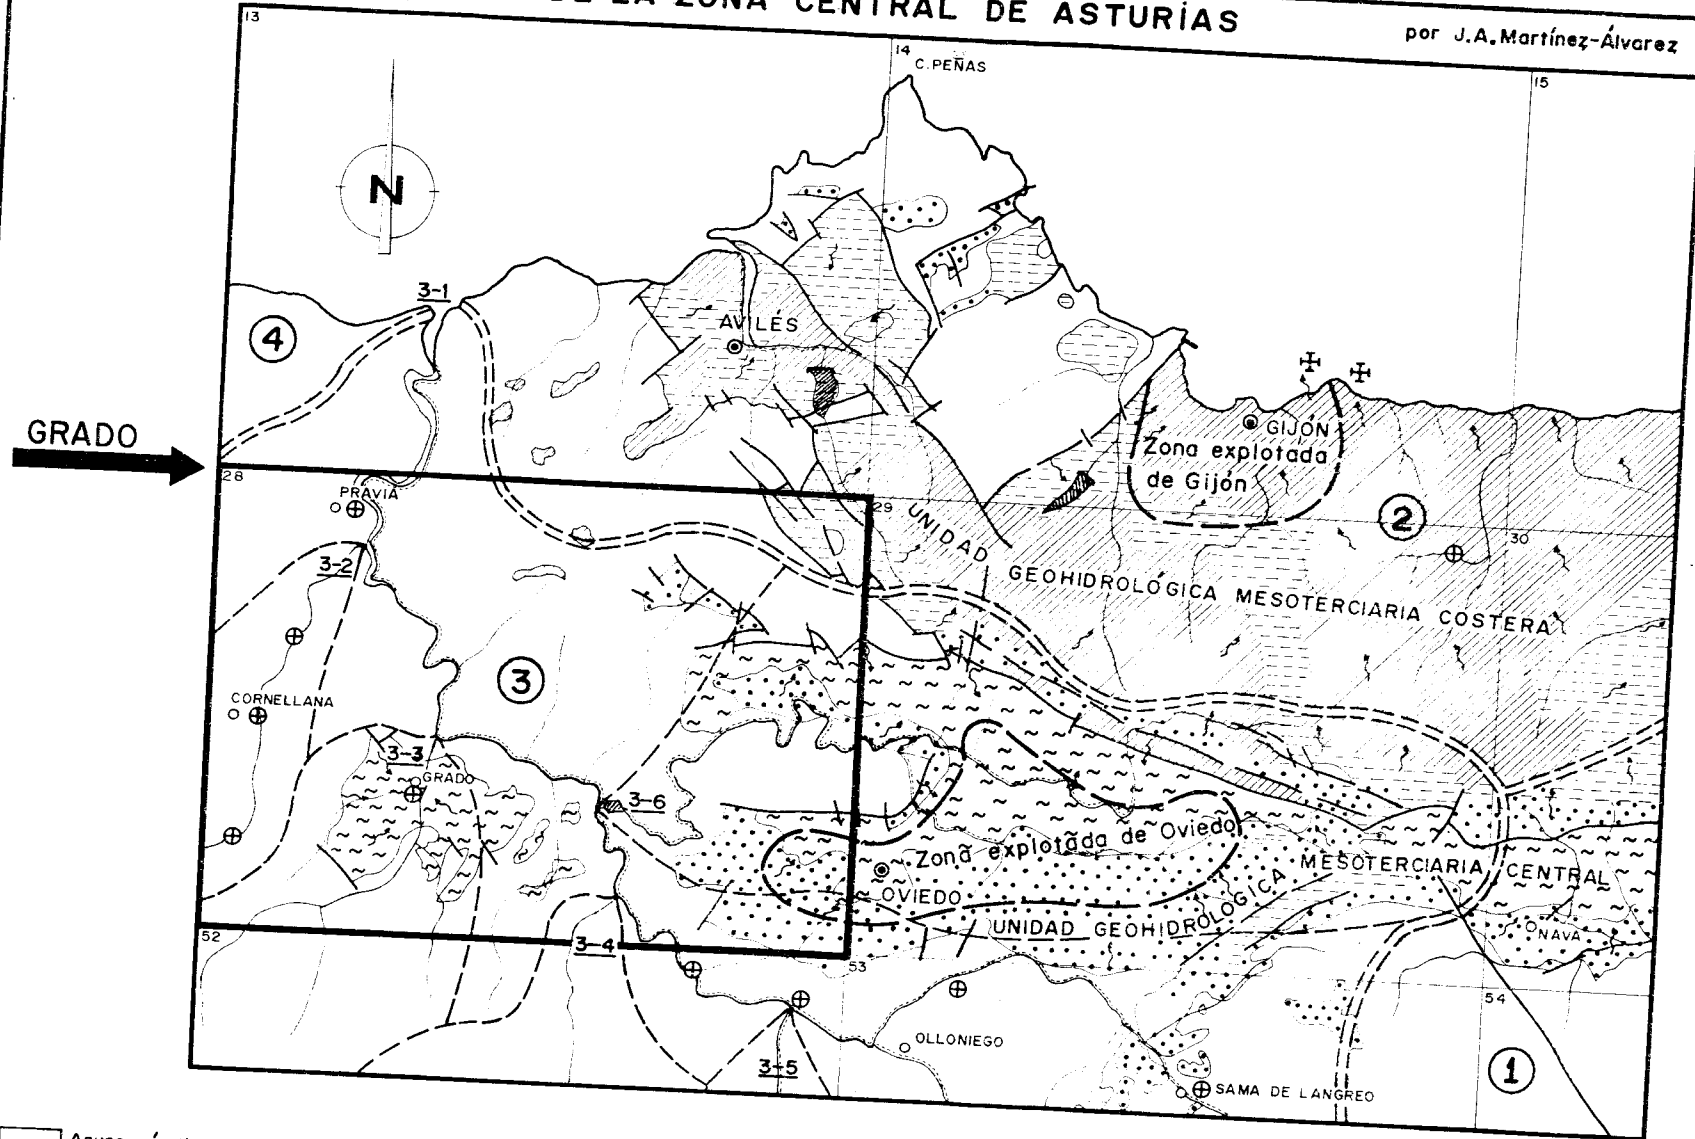 DE LA ZONA CENTRAL DE ASTURÍAS
por J.A. Martínez-Álvarez
13
14
15
C. PEÑAS
N
3-1
4
AVILÉS
GRADO
GIJÓN
Zona explotada
de Gijón
28
PRAVIA
29
2
30
UNIDAD GEOHIDROLÓGICA MESOTERCIARIA COSTERA
3-2
3
CORNELLANA
3-3
GRADO
3-6
Zona explotada de Oviedo
OVIEDO
UNIDAD GEOHIDROLÓGICA MESOTERCIARIA CENTRAL
NAVA
52
3-4
53
54
OLLONIEGO
3-5
1
SAMA DE LANGREO